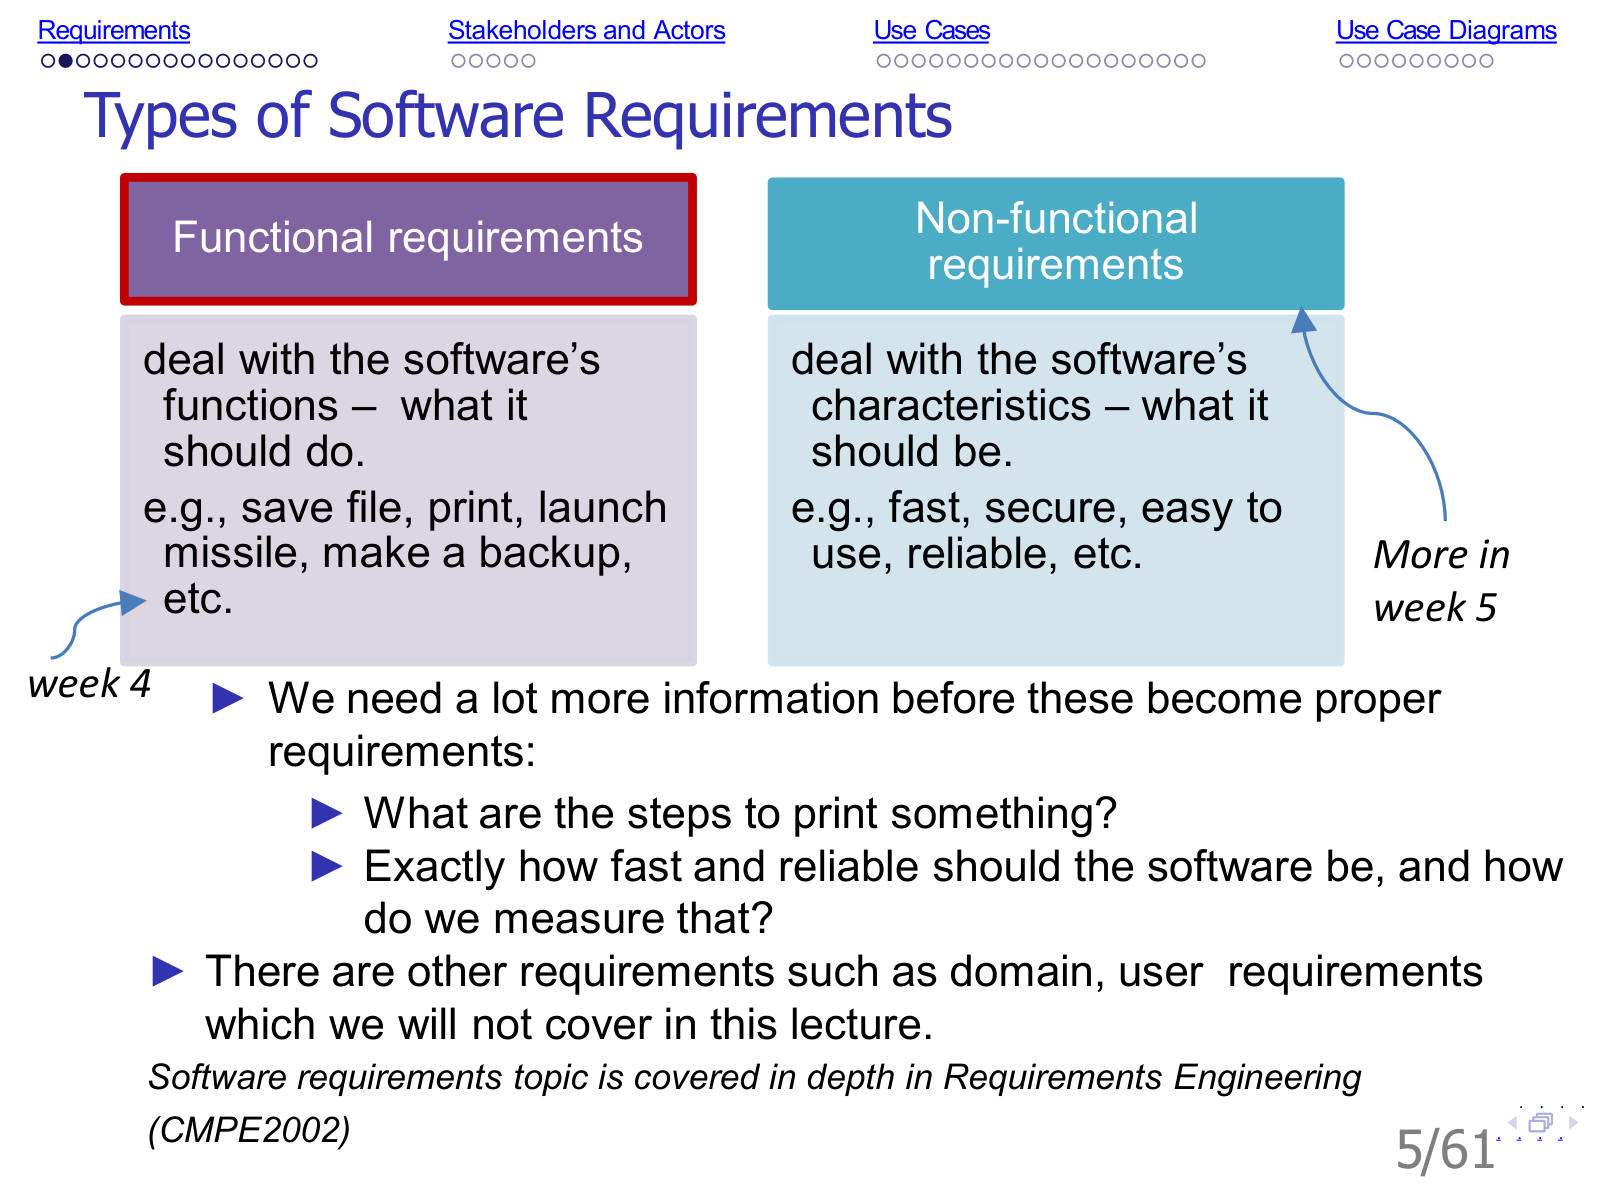 Requirements
Stakeholders and Actors
Use Cases
Use Case Diagrams
Types of Software Requirements
Functional requirements
deal with the software’s
functions – what it
should do.
e.g., save file, print, launch
missile, make a backup,
etc.
week 4
Non-functional
requirements
deal with the software’s
characteristics – what it
should be.
e.g., fast, secure, easy to
use, reliable, etc.
More in
week 5
► We need a lot more information before these become proper
requirements:
► What are the steps to print something?
► Exactly how fast and reliable should the software be, and how
do we measure that?
► There are other requirements such as domain, user requirements
which we will not cover in this lecture.
Software requirements topic is covered in depth in Requirements Engineering
(CMPE2002)
5/61